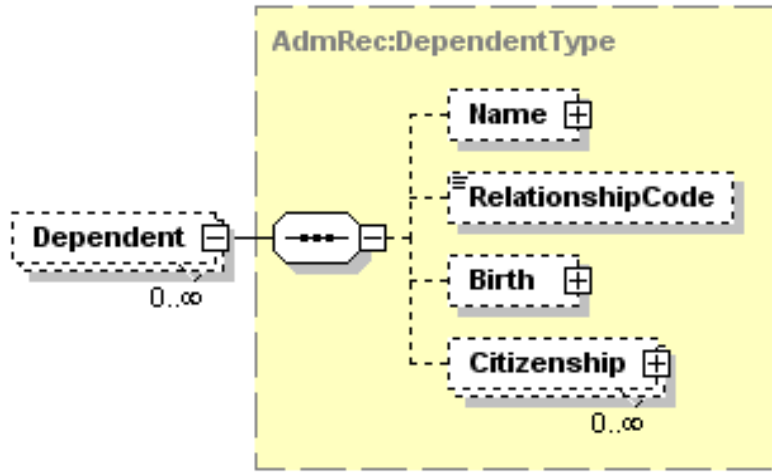 AdmRec:DependentType
Name
RelationshipCode
Dependent
0..∞
Birth
Citizenship
0..∞